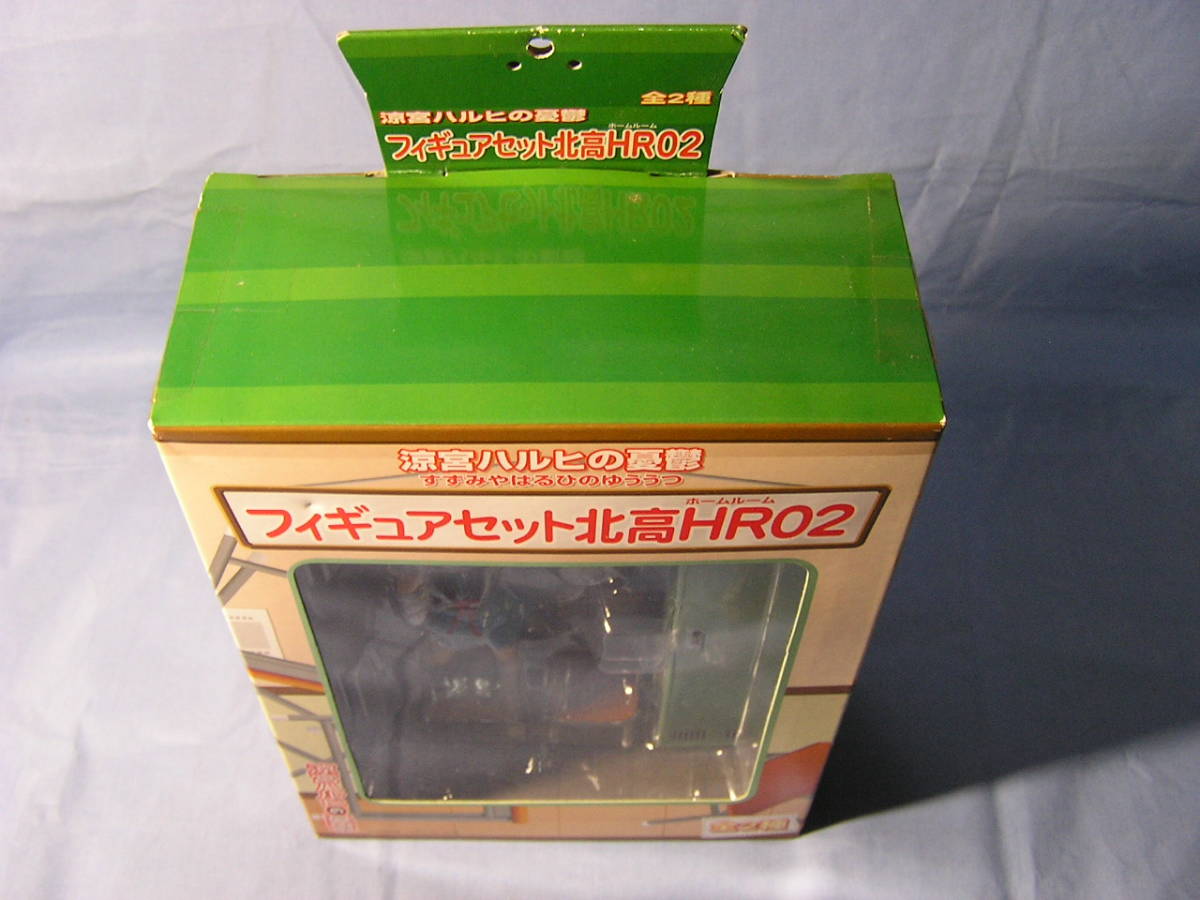 全2種
涼宮ハルヒの憂鬱
ホームルーム
フィギュアセット北高HR02
涼宮ハルヒの憂鬱
すずみやはるひのゆううつ
ホームルーム
フィギュアセット北高HR02